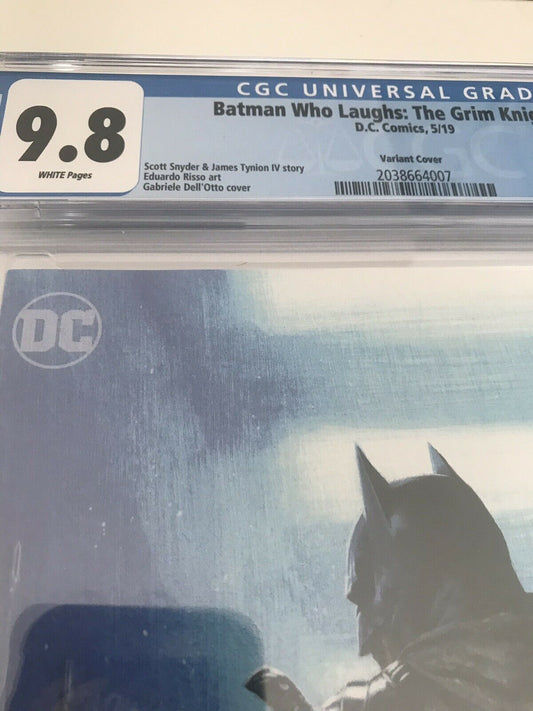 CGC UNIVERSAL GRAD
9.8
WHITE Pages
Batman Who Laughs: The Grim Knig
D.C. Comics, 5/19
Variant Cover
Scott Snyder & James Tynion IV story
Eduardo Risso art
Gabriele Dell'Otto cover
2038664007
CGC
DC